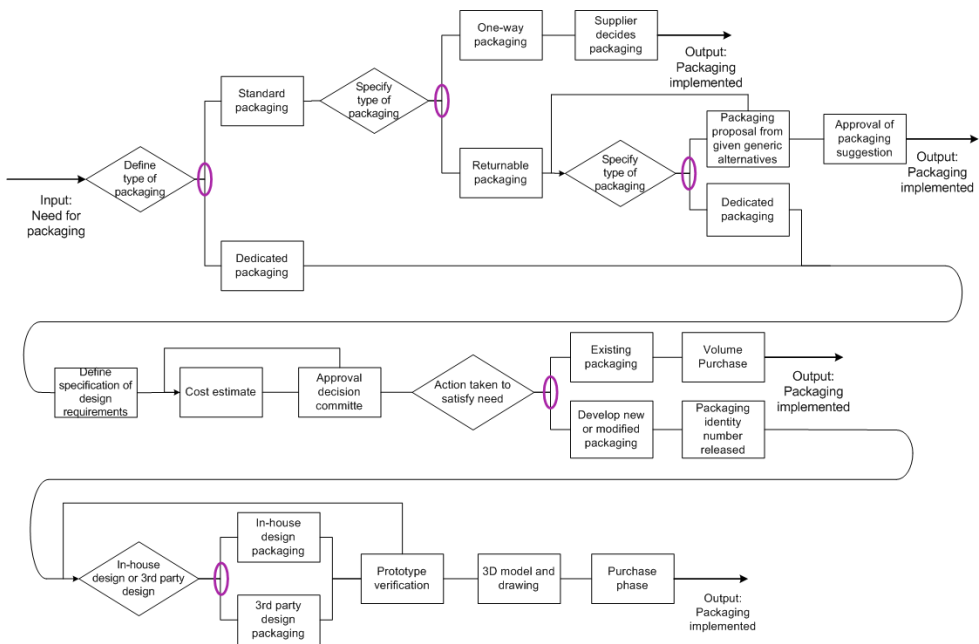 One-way
packaging
Supplier
decides
packaging
Output:
Packaging
implemented
Standard
packaging
Specify
type of
packaging
Define
type of
packaging
Input:
Need for
packaging
Returnable
packaging
Specify
type of
packaging
Packaging
proposal from
given generic
alternatives
Approval of
packaging
suggestion
Output:
Packaging
implemented
Dedicated
packaging
Dedicated
packaging
Define
specification of
design
requirements
Cost estimate
Approval
decision
committe
Action taken to
satisfy need
Existing
packaging
Volume
Purchase
Output:
Packaging
implemented
Develop new
or modified
packaging
Packaging
identity
number
released
In-house
design or 3rd party
design
In-house
design
packaging
3rd party
design
packaging
Prototype
verification
3D model and
drawing
Purchase
phase
Output:
Packaging
implemented